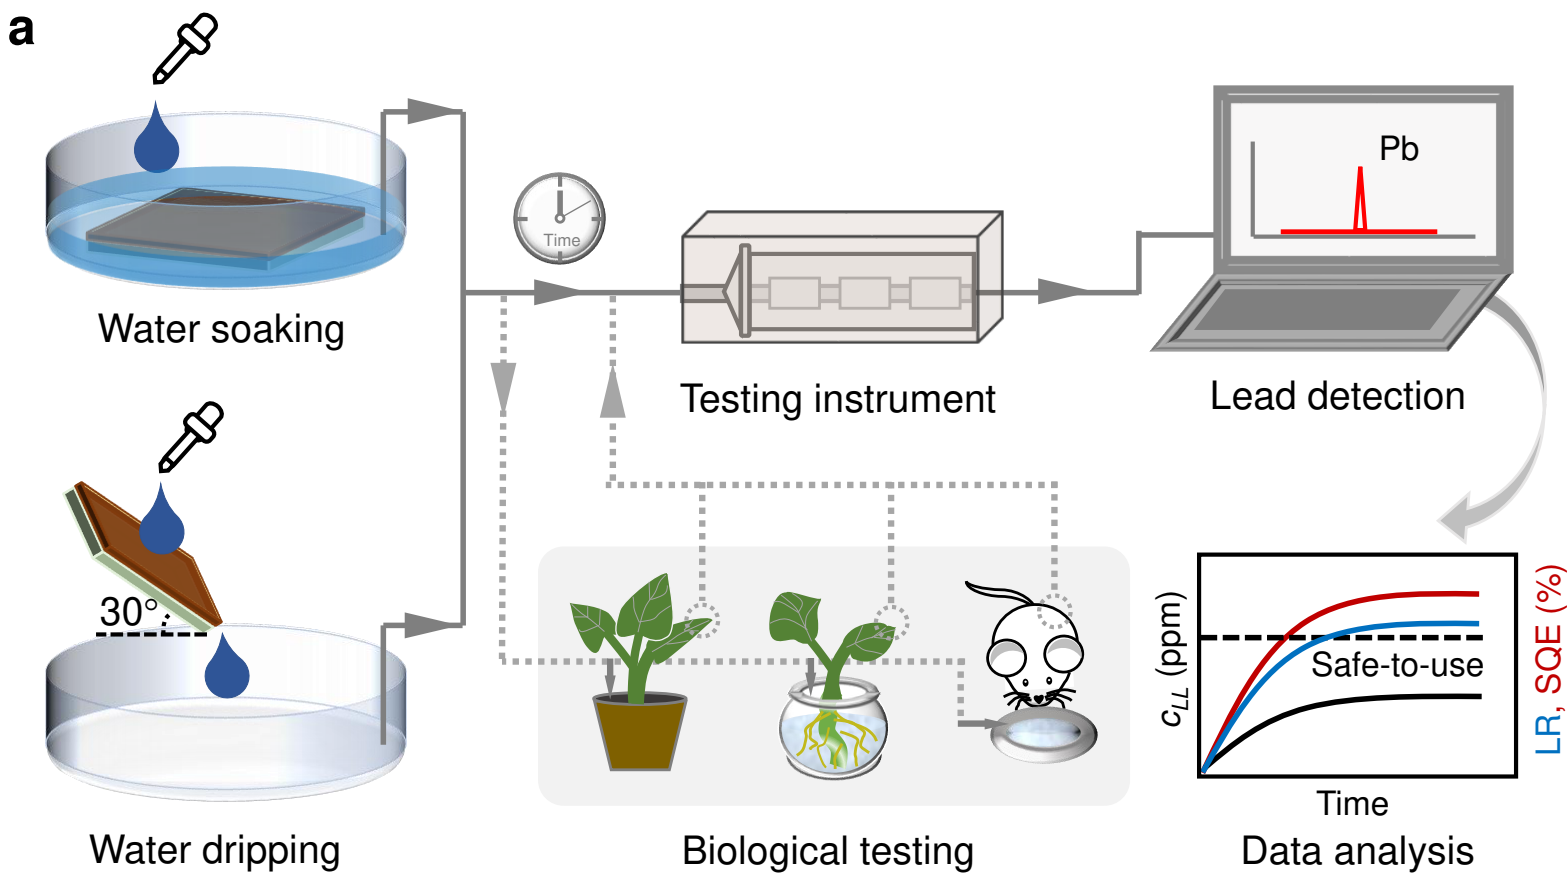 a
Pb
Time
Water soaking
Testing instrument
Lead detection
30°
Safe-to-use
c_LL (ppm)
LR, SQE (%)
Time
Water dripping
Biological testing
Data analysis